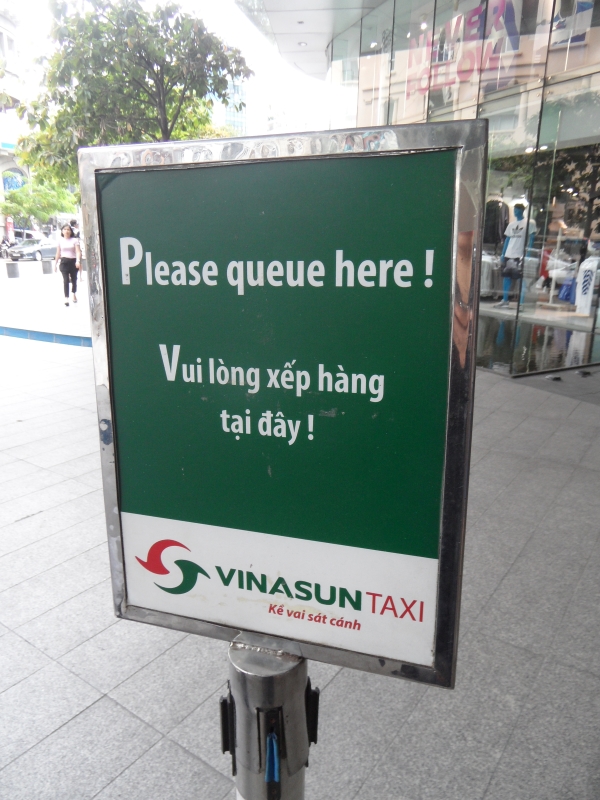 Please queue here !
Vui lòng xếp hàng
tại đây !
VINASUN TAXI
Kề vai sát cánh